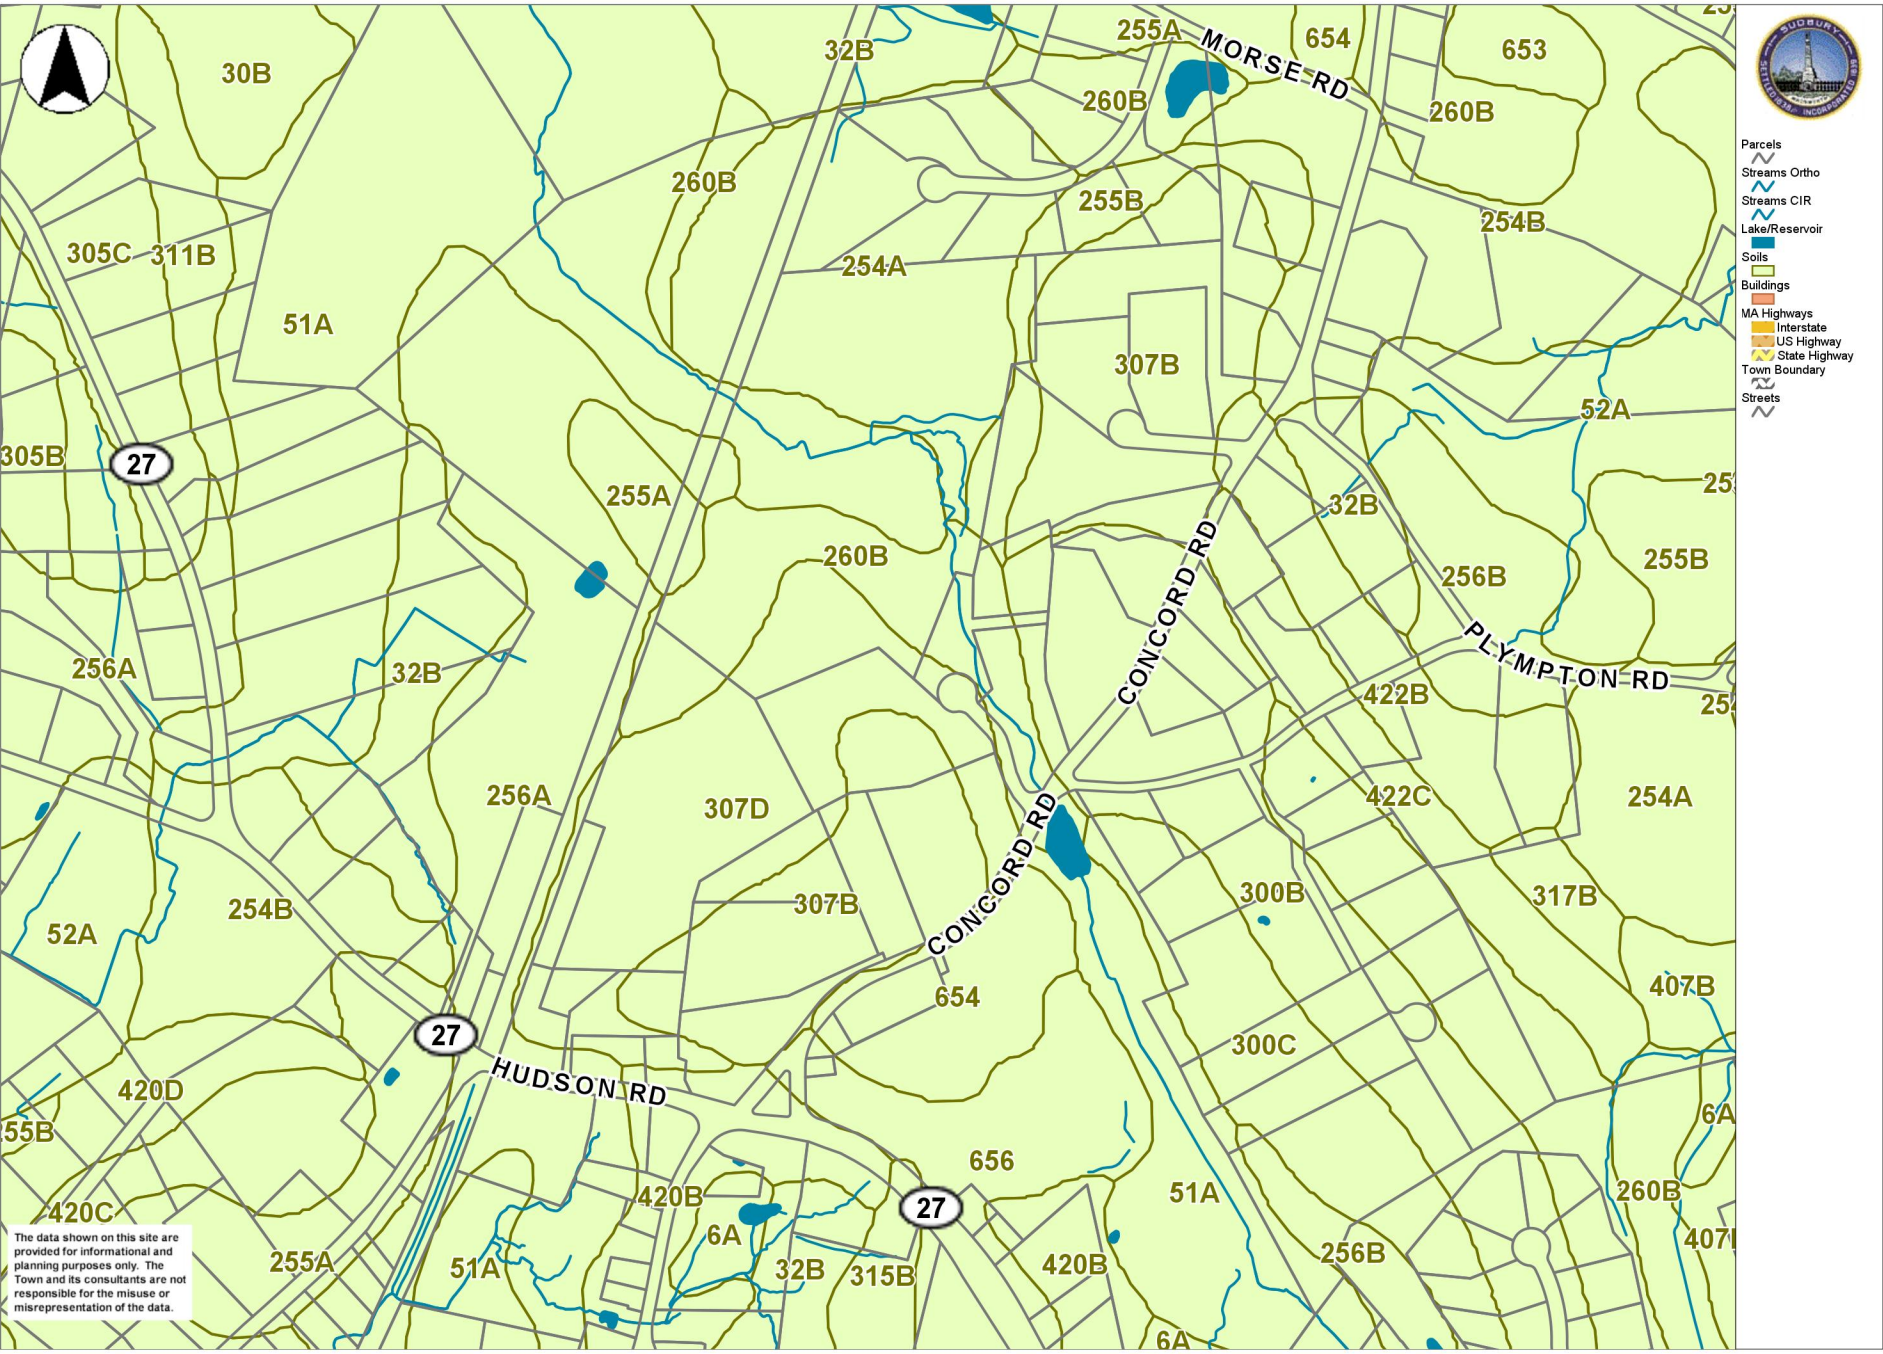 255A
MORSE RD
654
653
32B
30B
260B
260B
260B
255B
254B
305C
311B
254A
51A
307B
52A
305B
27
255A
32B
CONCORD RD
260B
256B
255B
256A
32B
PLYMPTON RD
422B
256A
307D
422C
254A
CONCORD RD
307B
300B
317B
254B
52A
654
407B
27
300C
HUDSON RD
420D
6A
55B
656
420B
51A
260B
27
420C
6A
255A
51A
32B
315B
420B
256B
407
6A
The data shown on this site are
provided for informational and
planning purposes only. The
Town and its consultants are not
responsible for the misuse or
misrepresentation of the data.
SUDBURY
SETTLED 1638
INCORPORATED 1639
Parcels
Streams Ortho
Streams CIR
Lake/Reservoir
Soils
Buildings
MA Highways
Interstate
US Highway
State Highway
Town Boundary
Streets